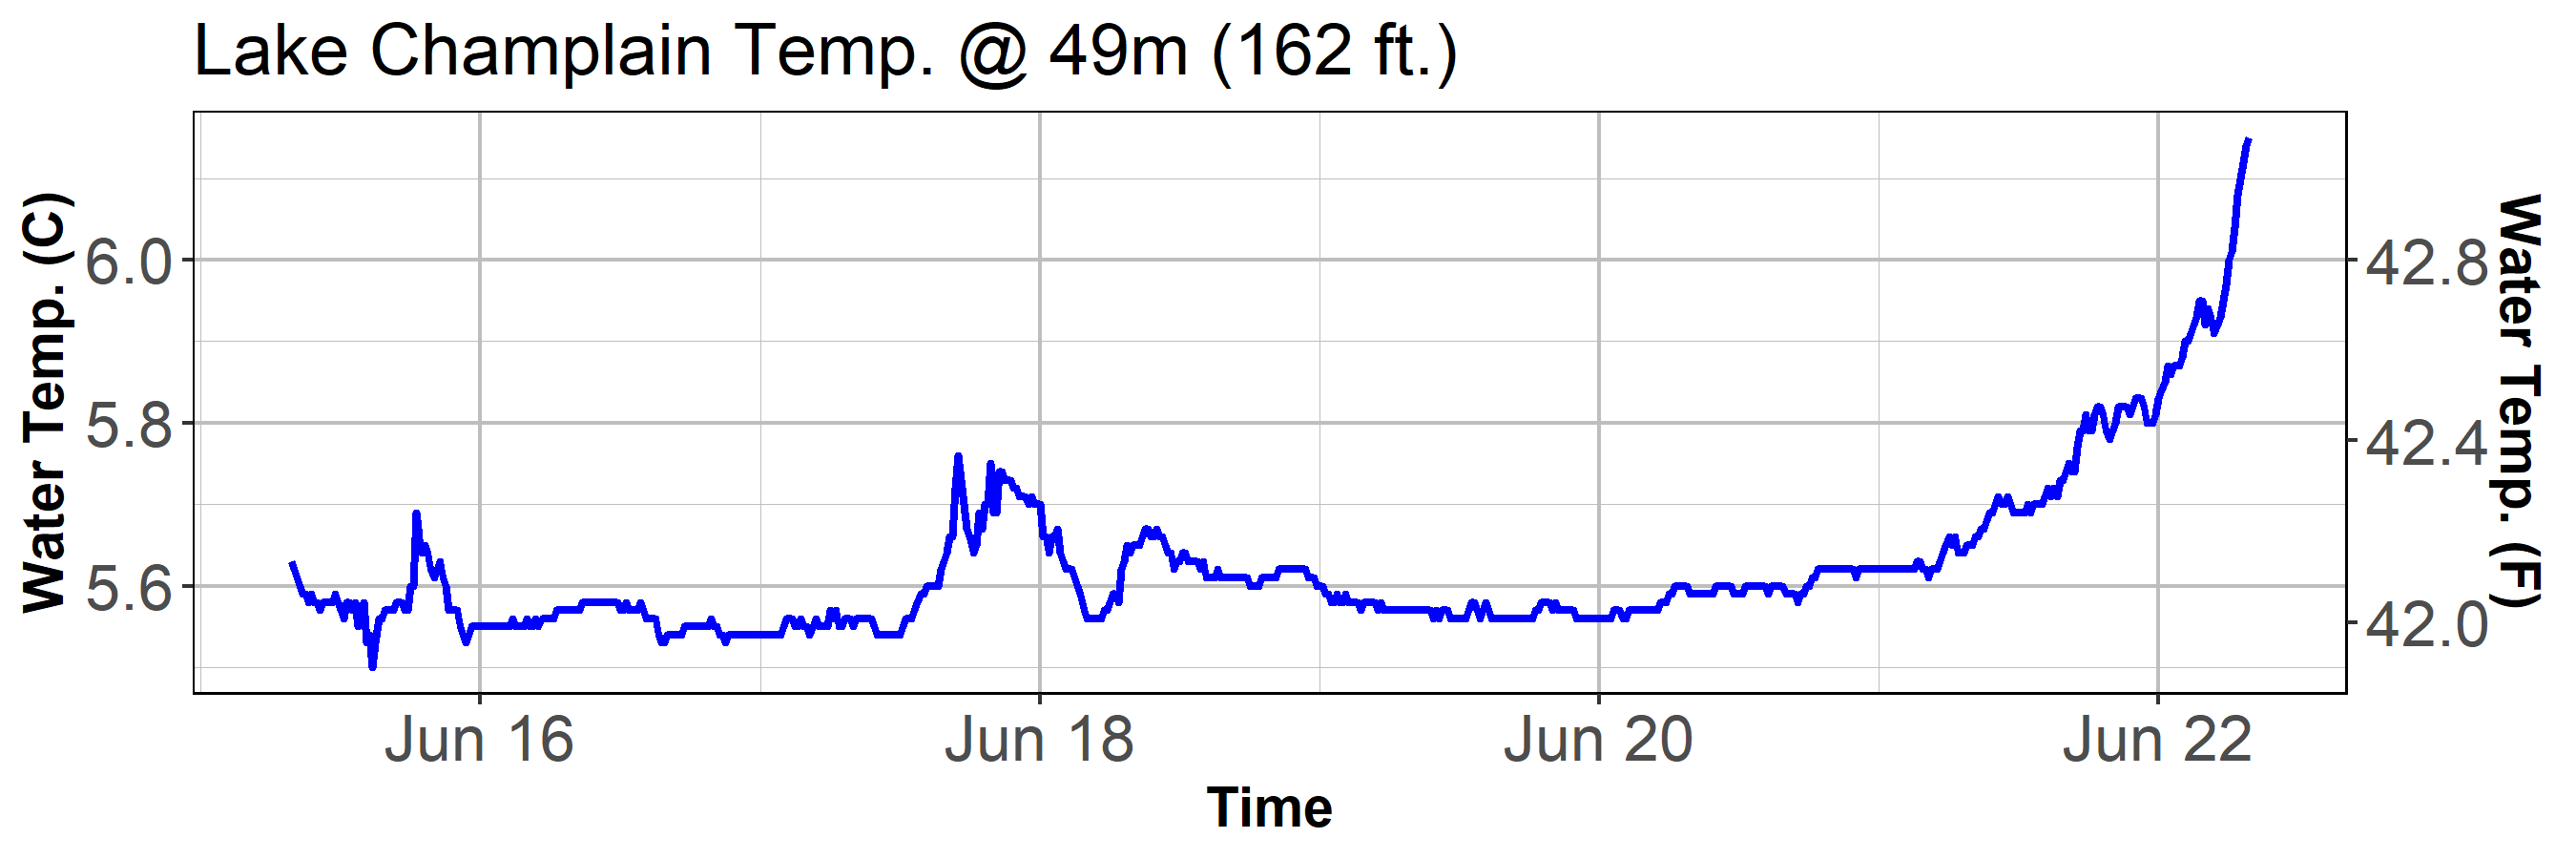 Lake Champlain Temp. @ 49m (162 ft.)
Water Temp. (C)
6.0
5.8
5.6
42.8
42.4
42.0
Water Temp. (F)
Jun 16 Jun 18 Jun 20 Jun 22
Time